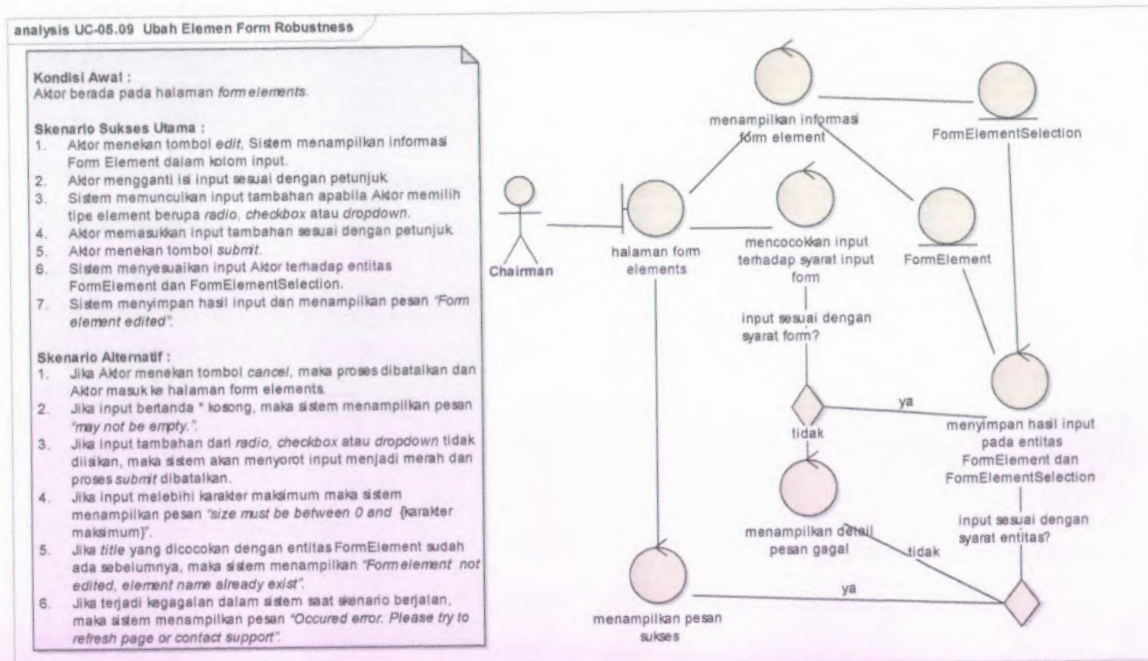 analysis UC-05.09 Ubah Elemen Form Robustness
Kondisi Awal :
Aktor berada pada halaman form elements.
Skenario Sukses Utama :
1. Aktor menekan tombol edit, Sistem menampilkan informasi
Form Element dalam kolom input.
2. Aktor mengganti isi input sesuai dengan petunjuk.
3. Sistem memunculkan input tambahan apabila Aktor memilih
tipe element berupa radio, checkbox atau dropdown.
4. Aktor memasukkan input tambahan sesuai dengan petunjuk.
5. Aktor menekan tombol submit.
6. Sistem menyesuaikan input Aktor terhadap entitas
FormElement dan FormElementSelection.
7. Sistem menyimpan hasil input dan menampilkan pesan "Form
element edited".
Skenario Alternatif :
1. Jika Aktor menekan tombol cancel, maka proses dibatalkan dan
Aktor masuk ke halaman form elements.
2. Jika input bertanda * kosong, maka sistem menampilkan pesan
"may not be empty.".
3. Jika input tambahan dari radio, checkbox atau dropdown tidak
diisikan, maka sistem akan menyorot input menjadi merah dan
proses submit dibatalkan.
4. Jika input melebihi karakter maksimum maka sistem
menampilkan pesan "size must be between 0 and {karakter
maksimum}".
5. Jika title yang dicocokan dengan entitas FormElement sudah
ada sebelumnya, maka sistem menampilkan "Form element not
edited, element name already exist".
6. Jika terjadi kegagalan dalam sistem saat skenario berjalan,
maka sistem menampilkan pesan "Occured error. Please try to
refresh page or contact support".
Chairman
halaman form
elements
menampilkan informasi
form element
FormElementSelection
mencocokkan input
terhadap syarat input
form
FormElement
input sesuai dengan
syarat form?
ya
tidak
menyimpan hasil input
pada entitas
FormElement dan
FormElementSelection
menampilkan detail
pesan gagal
input sesuai dengan
syarat entitas?
tidak
ya
menampilkan pesan
sukses